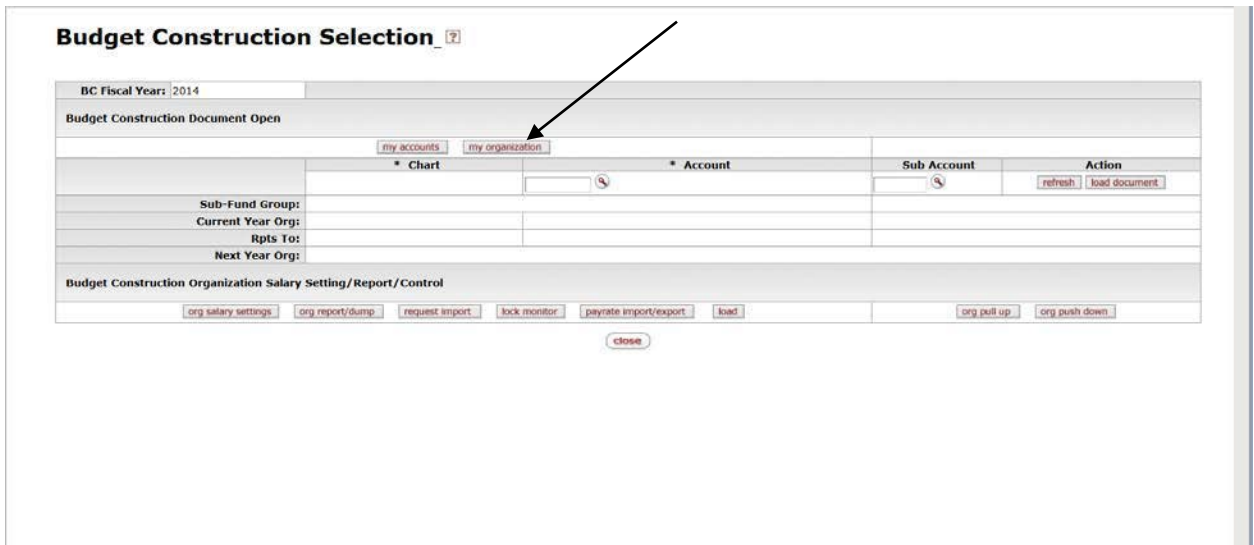 Budget Construction Selection ?
BC Fiscal Year: 2014
Budget Construction Document Open
my accounts my organization
* Chart * Account Sub Account Action
refresh load document
Sub-Fund Group:
Current Year Org:
Rpts To:
Next Year Org:
Budget Construction Organization Salary Setting/Report/Control
org salary settings org report/dump request import lock monitor payrate import/export load org pull up org push down
close